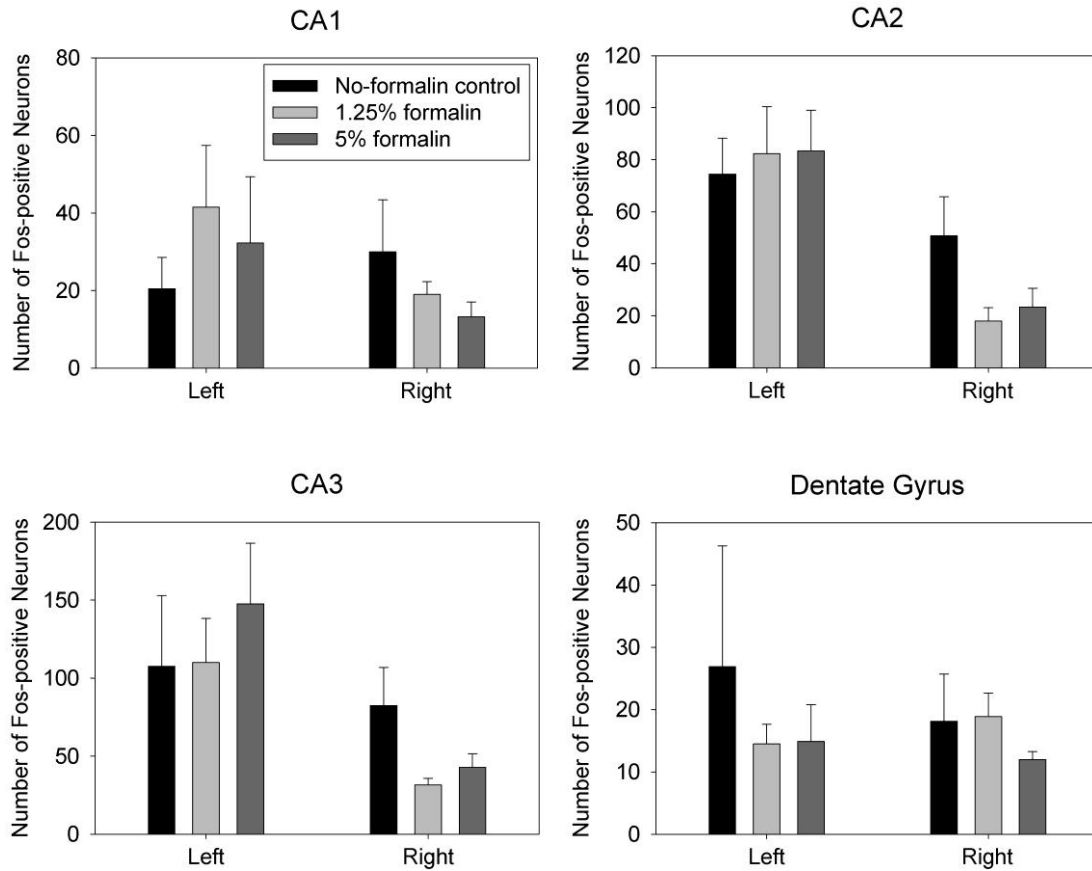 CA1
Number of Fos-positive Neurons
80
60
40
20
0
No-formalin control
1.25% formalin
5% formalin
Left
Right
CA2
Number of Fos-positive Neurons
120
100
80
60
40
20
0
Left
Right
CA3
Number of Fos-positive Neurons
200
150
100
50
0
Left
Right
Dentate Gyrus
Number of Fos-positive Neurons
50
40
30
20
10
0
Left
Right